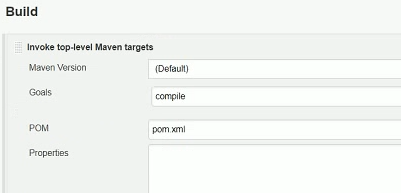 Build
Invoke top-level Maven targets
Maven Version
(Default)
Goals
compile
POM
pom.xml
Properties